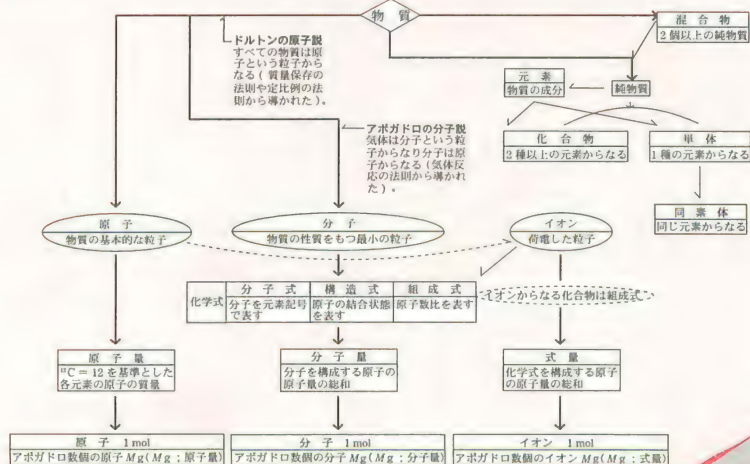 物質
混合物
2個以上の純物質
ドルトンの原子説
すべての物質は原
子という粒子から
なる（質量保存の
法則や定比例の法
則から導かれた）。
元素
物質の成分
純物質
アボガドロの分子説
気体は分子という粒
子からなり分子は原
子からなる（気体反
応の法則から導かれ
た）。
化合物
2種以上の元素からなる
単体
1種の元素からなる
同素体
同じ元素からなる
原子
物質の基本的な粒子
分子
物質の性質をもつ最小の粒子
イオン
荷電した粒子
化学式
分子式
分子を元素記号
で表す
構造式
原子の結合状態
を表す
組成式
原子数比を表す
イオンからなる化合物は組成式
原子量
¹²C = 12を基準とした
各元素の原子の質量
分子量
分子を構成する原子の
原子量の総和
式量
化学式を構成する原子
の原子量の総和
原子 1mol
アボガドロ数個の原子Mg(Mg；原子量)
分子 1mol
アボガドロ数個の分子Mg(Mg；分子量)
イオン 1mol
アボガドロ数個のイオンMg(Mg；式量)